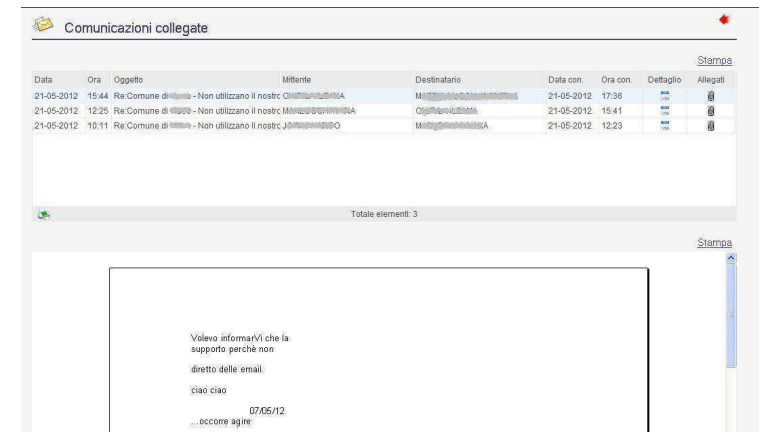 Comunicazioni collegate
Stampa
Data Ora Oggetto Mittente Destinatario Data con. Ora con. Dettaglio Allegati
21-05-2012 15:44 Re:Comune di - Non utilizzano il nostro 21-05-2012 17:36
21-05-2012 12:25 Re:Comune di - Non utilizzano il nostro 21-05-2012 15:41
21-05-2012 10:11 Re:Comune di - Non utilizzano il nostrc 21-05-2012 12:23
Totale elementi: 3
Stampa
Volevo informarVi che la
supporto perchè non
diretto delle email.
ciao ciao
07/05/12
...occorre agire